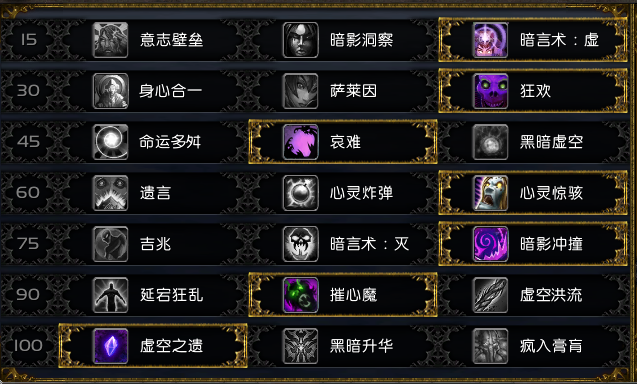 15 意志壁垒 暗影洞察 暗言术：虚
30 身心合一 萨莱因 狂欢
45 命运多舛 哀难 黑暗虚空
60 遗言 心灵炸弹 心灵惊骇
75 吉兆 暗言术：灭 暗影冲撞
90 延宕狂乱 摧心魔 虚空洪流
100 虚空之遗 黑暗升华 疯入膏肓